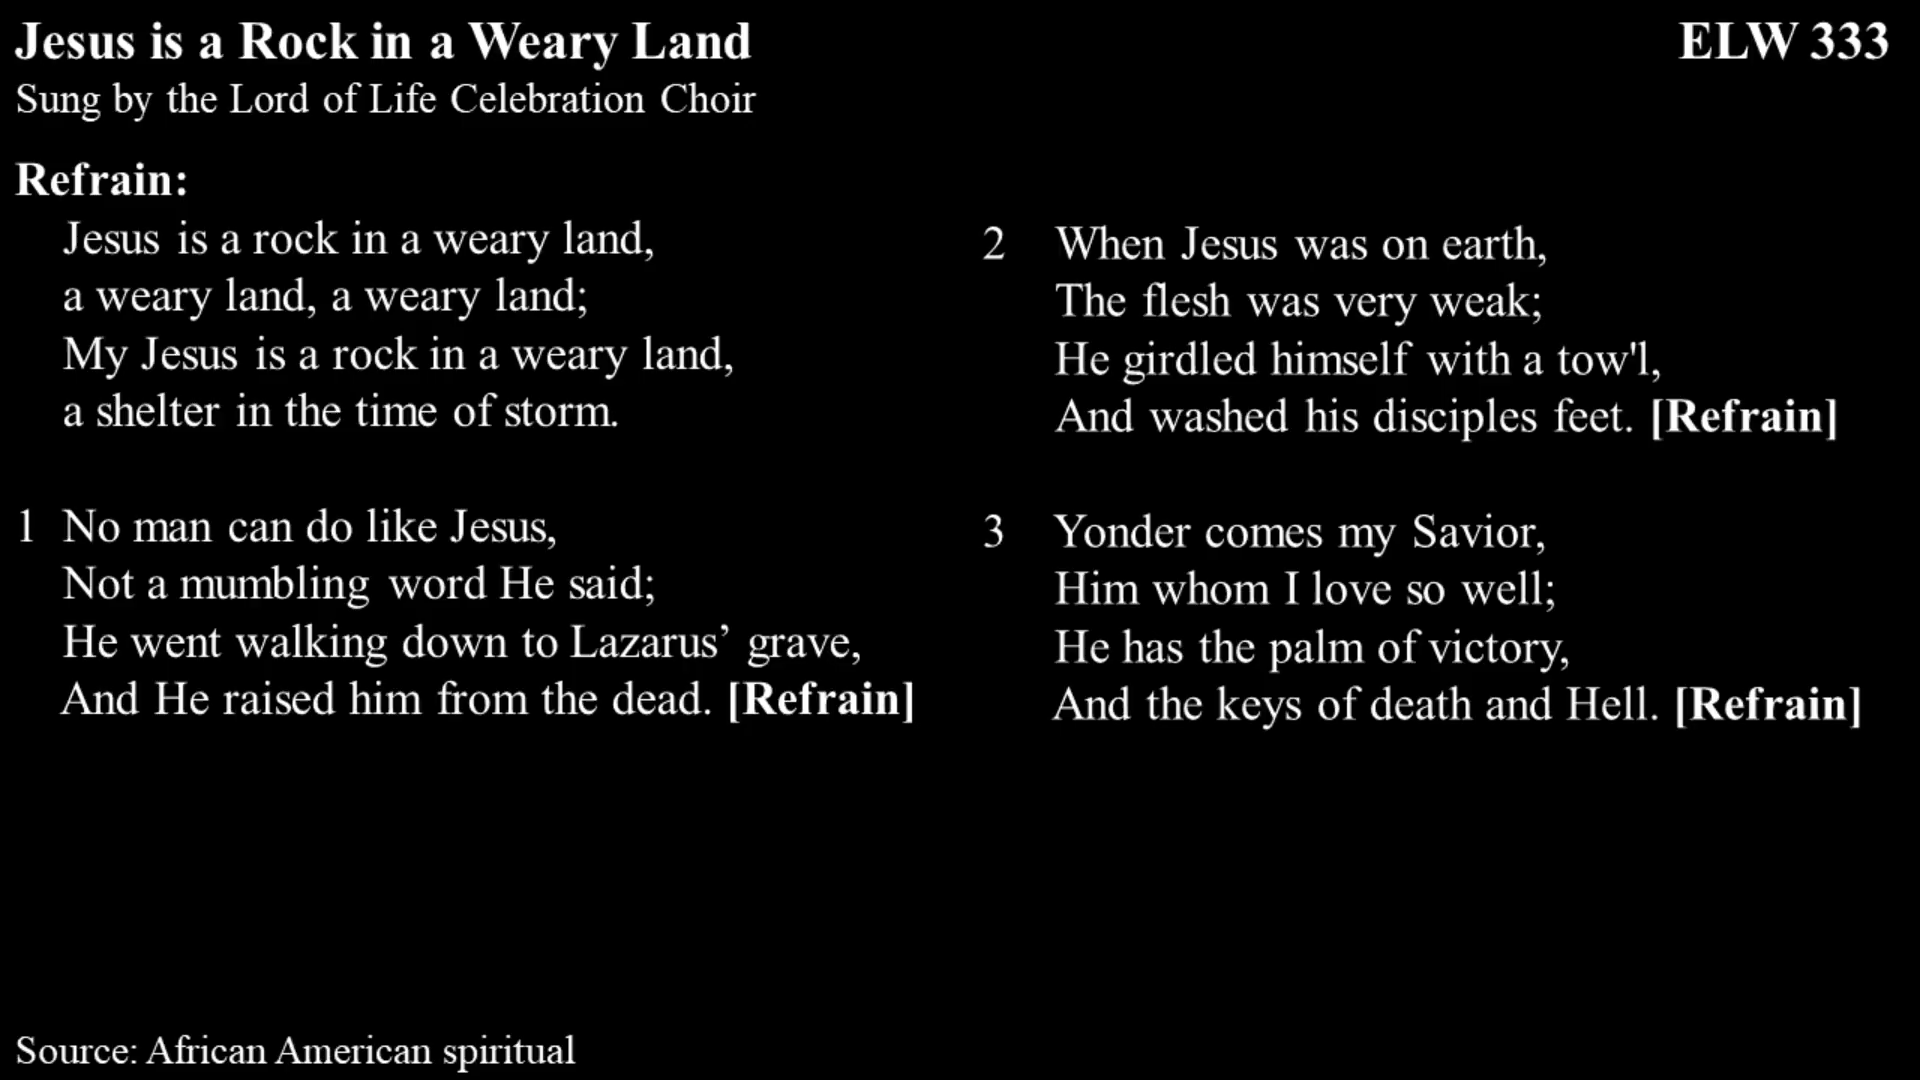 Jesus is a Rock in a Weary Land
ELW 333
Sung by the Lord of Life Celebration Choir
Refrain:
Jesus is a rock in a weary land,
a weary land, a weary land;
My Jesus is a rock in a weary land,
a shelter in the time of storm.
1 No man can do like Jesus,
Not a mumbling word He said;
He went walking down to Lazarus’ grave,
And He raised him from the dead. [Refrain]
2 When Jesus was on earth,
The flesh was very weak;
He girdled himself with a tow'l,
And washed his disciples feet. [Refrain]
3 Yonder comes my Savior,
Him whom I love so well;
He has the palm of victory,
And the keys of death and Hell. [Refrain]
Source: African American spiritual